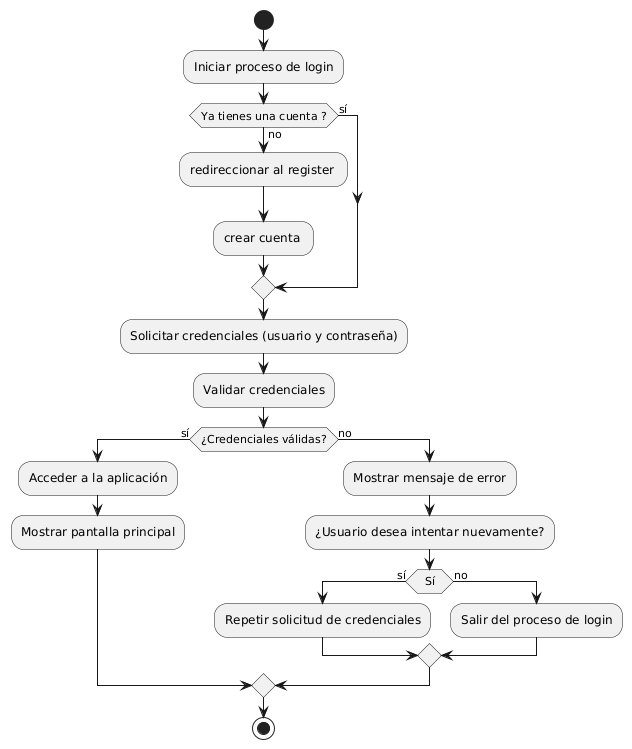 Iniciar proceso de login
Ya tienes una cuenta ?
sí
no
redireccionar al register
crear cuenta
Solicitar credenciales (usuario y contraseña)
Validar credenciales
sí
¿Credenciales válidas?
no
Acceder a la aplicación
Mostrar mensaje de error
Mostrar pantalla principal
¿Usuario desea intentar nuevamente?
sí
Sí
no
Repetir solicitud de credenciales
Salir del proceso de login